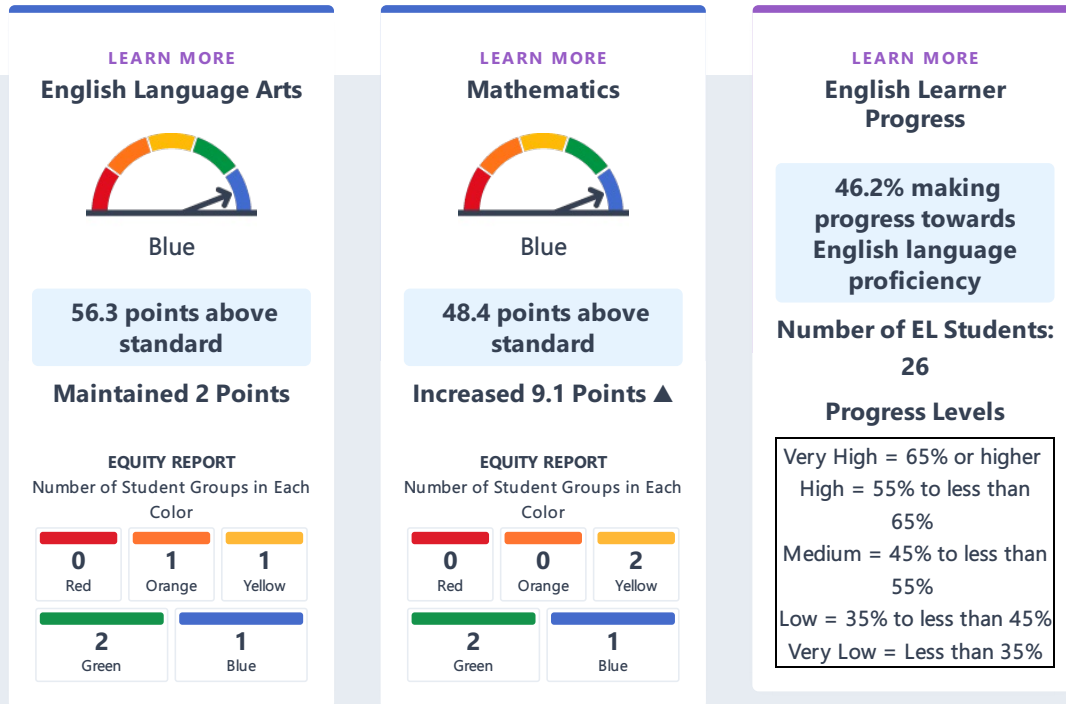 LEARN MORE
English Language Arts
Blue
56.3 points above
standard
Maintained 2 Points
EQUITY REPORT
Number of Student Groups in Each
Color
0
Red
1
Orange
1
Yellow
2
Green
1
Blue
LEARN MORE
Mathematics
Blue
48.4 points above
standard
Increased 9.1 Points ▲
EQUITY REPORT
Number of Student Groups in Each
Color
0
Red
0
Orange
2
Yellow
2
Green
1
Blue
LEARN MORE
English Learner
Progress
46.2% making
progress towards
English language
proficiency
Number of EL Students:
26
Progress Levels
Very High = 65% or higher
High = 55% to less than
65%
Medium = 45% to less than
55%
Low = 35% to less than 45%
Very Low = Less than 35%